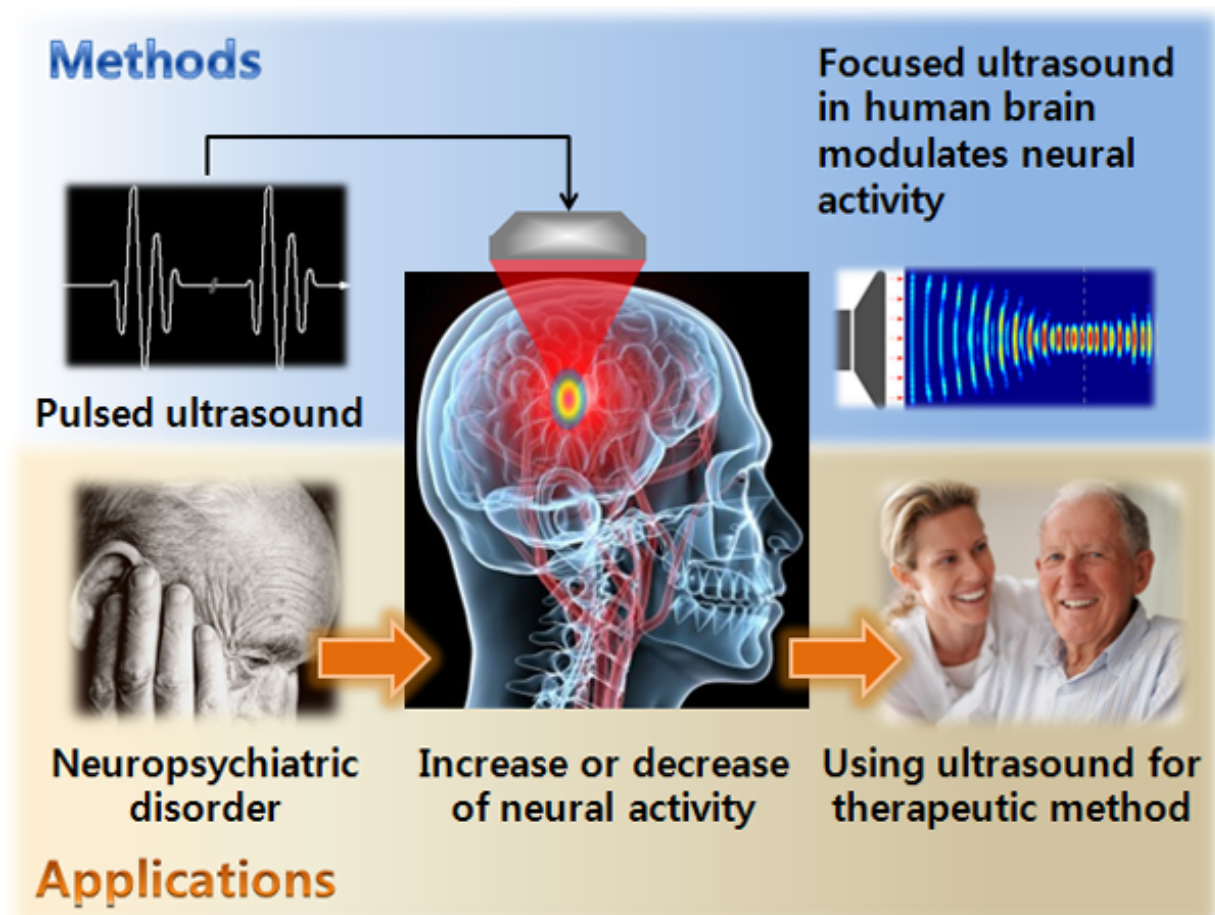 Methods
Focused ultrasound
in human brain
modulates neural
activity
Pulsed ultrasound
Neuropsychiatric
disorder
Increase or decrease
of neural activity
Using ultrasound for
therapeutic method
Applications